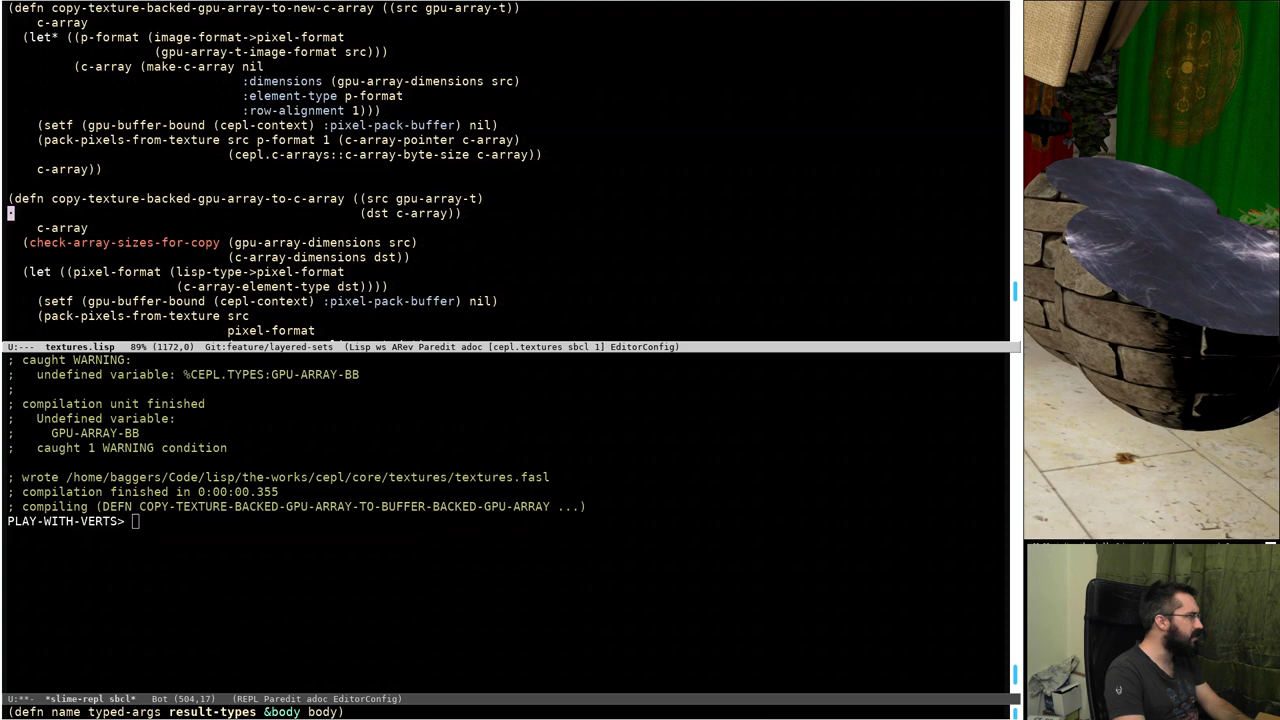 (defn copy-texture-backed-gpu-array-to-new-c-array ((src gpu-array-t))
    c-array
  (let* ((p-format (image-format->pixel-format
                    (gpu-array-t-image-format src)))
         (c-array (make-c-array nil
                                :dimensions (gpu-array-dimensions src)
                                :element-type p-format
                                :row-alignment 1)))
    (setf (gpu-buffer-bound (cepl-context) :pixel-pack-buffer) nil)
    (pack-pixels-from-texture src p-format 1 (c-array-pointer c-array)
                              (cepl.c-arrays::c-array-byte-size c-array))
    c-array))
(defn copy-texture-backed-gpu-array-to-c-array ((src gpu-array-t)
                                                (dst c-array))
    c-array
  (check-array-sizes-for-copy (gpu-array-dimensions src)
                              (c-array-dimensions dst))
  (let ((pixel-format (lisp-type->pixel-format
                       (c-array-element-type dst))))
    (setf (gpu-buffer-bound (cepl-context) :pixel-pack-buffer) nil)
    (pack-pixels-from-texture src
                              pixel-format
U:---  textures.lisp   89% (1172,0)  Git:feature/layered-sets  (Lisp ws ARev Paredit adoc [cepl.textures sbcl 1] EditorConfig)
; caught WARNING:
;   undefined variable: %CEPL.TYPES:GPU-ARRAY-BB
;
; compilation unit finished
;   Undefined variable:
;     GPU-ARRAY-BB
;   caught 1 WARNING condition
; wrote /home/baggers/Code/lisp/the-works/cepl/core/textures/textures.fasl
; compilation finished in 0:00:00.355
; compiling (DEFN COPY-TEXTURE-BACKED-GPU-ARRAY-TO-BUFFER-BACKED-GPU-ARRAY ...)
PLAY-WITH-VERTS>
U:**-  *slime-repl sbcl*   Bot (504,17)   (REPL Paredit adoc EditorConfig)
(defn name typed-args result-types &body body)